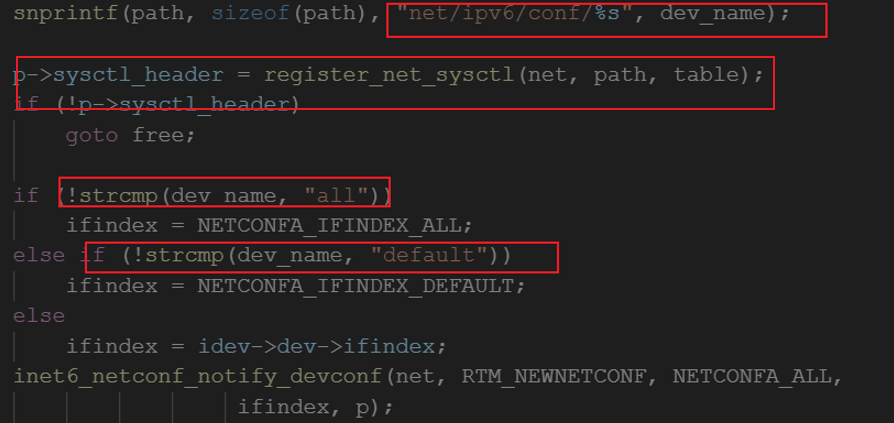 snprintf(path, sizeof(path), "net/ipv6/conf/%s", dev_name);
p->sysctl_header = register_net_sysctl(net, path, table);
if (!p->sysctl_header)
goto free;
if (!strcmp(dev_name, "all"))
ifindex = NETCONFA_IFINDEX_ALL;
else if (!strcmp(dev_name, "default"))
ifindex = NETCONFA_IFINDEX_DEFAULT;
else
ifindex = idev->dev->ifindex;
inet6_netconf_notify_devconf(net, RTM_NEWNETCONF, NETCONFA_ALL,
ifindex, p);